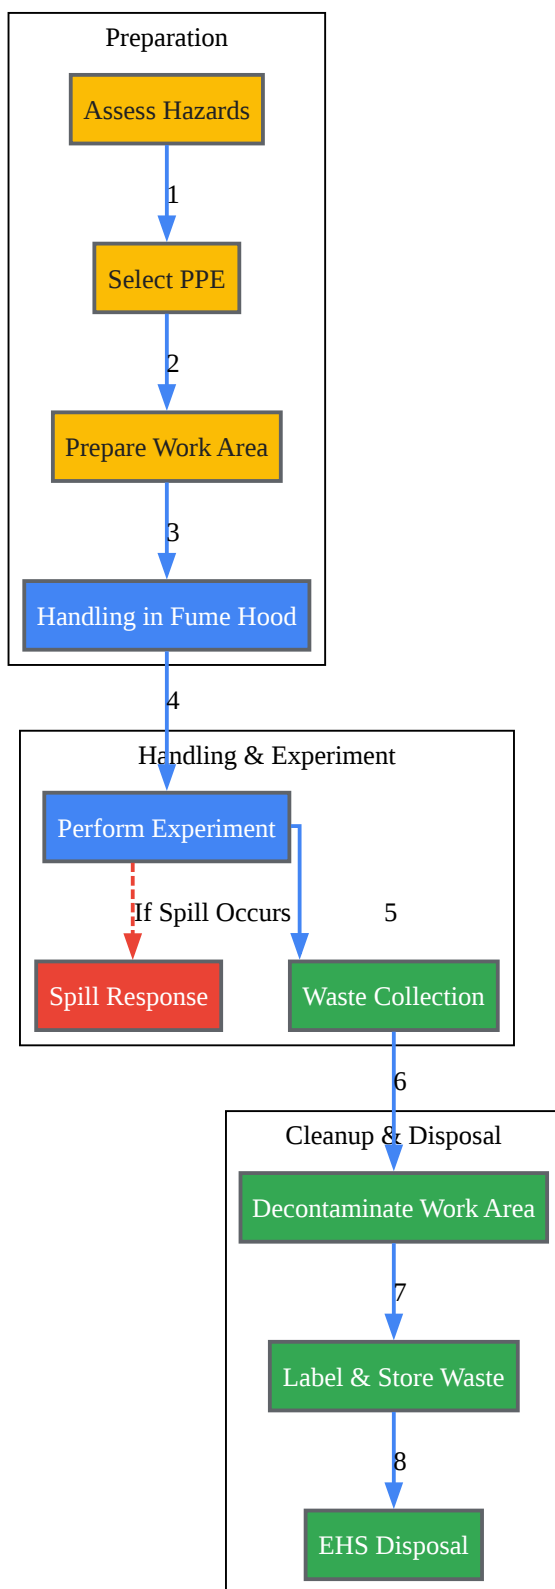 Preparation
Assess Hazards
1
Select PPE
2
Prepare Work Area
3
Handling in Fume Hood
4
Handling & Experiment
Perform Experiment
If Spill Occurs
5
Spill Response
Waste Collection
6
Cleanup & Disposal
Decontaminate Work Area
7
Label & Store Waste
8
EHS Disposal